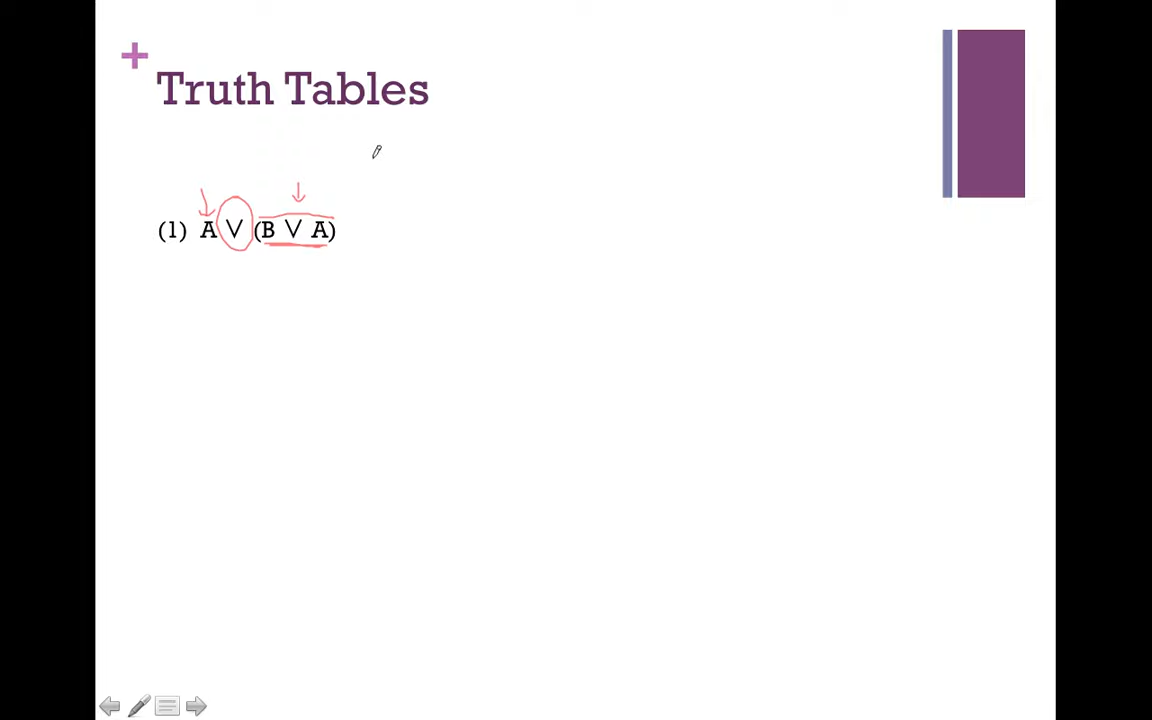 +
Truth Tables
(1) A ∨ (B ∨ A)